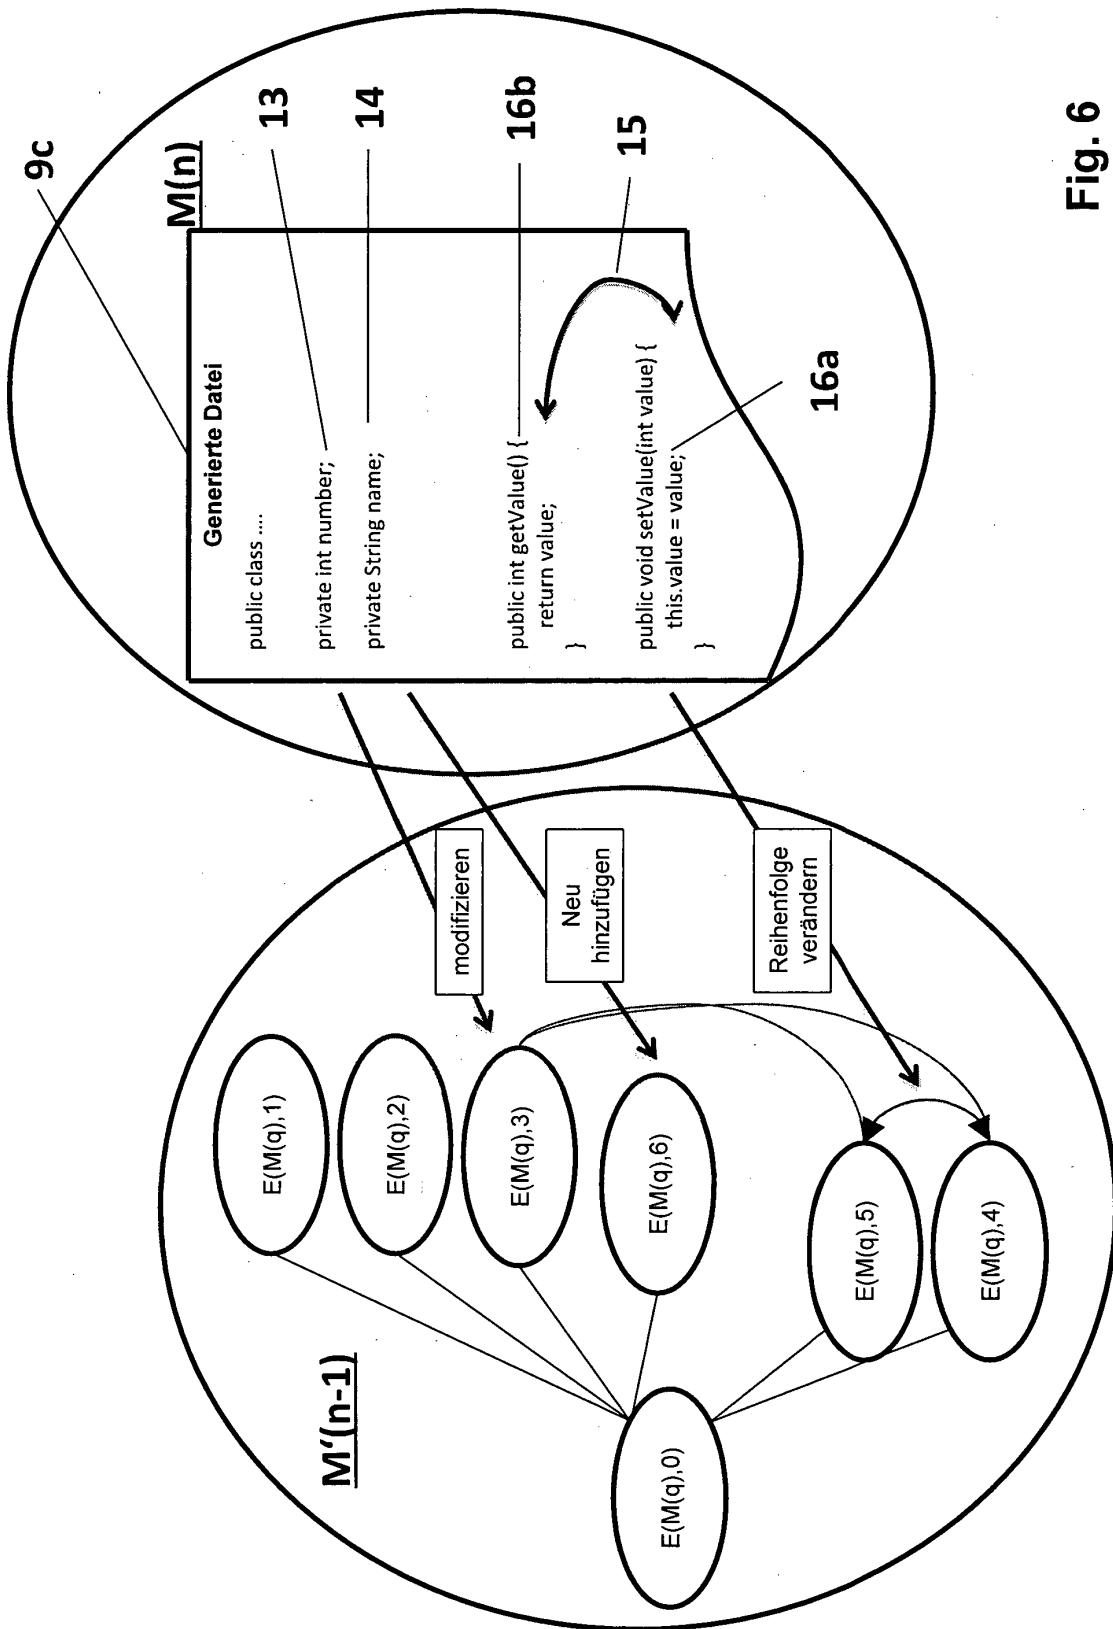 M'(n-1)
E(M(q),0)
E(M(q),1)
E(M(q),2)
E(M(q),3)
E(M(q),6)
E(M(q),5)
E(M(q),4)
modifizieren
Neu
hinzufügen
Reihenfolge
verändern
9c
M(n)
Generierte Datei
public class ....
private int number;
private String name;
public int getValue() {
return value;
}
public void setValue(int value) {
this.value = value;
}
13
14
16b
15
16a
Fig. 6